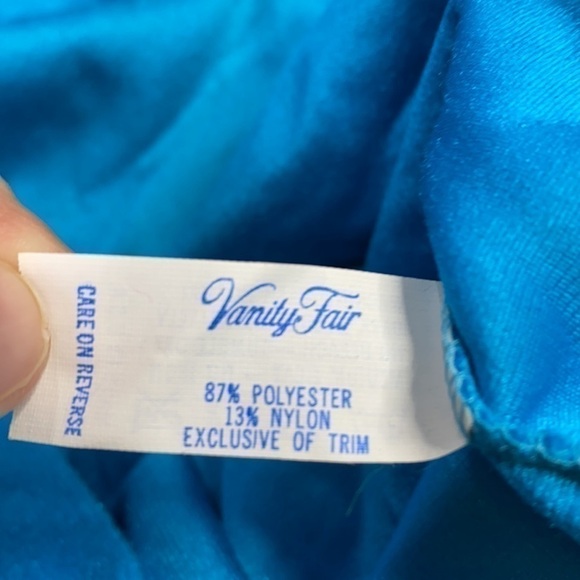 Vanity Fair
87% POLYESTER
13% NYLON
EXCLUSIVE OF TRIM
CARE ON REVERSE